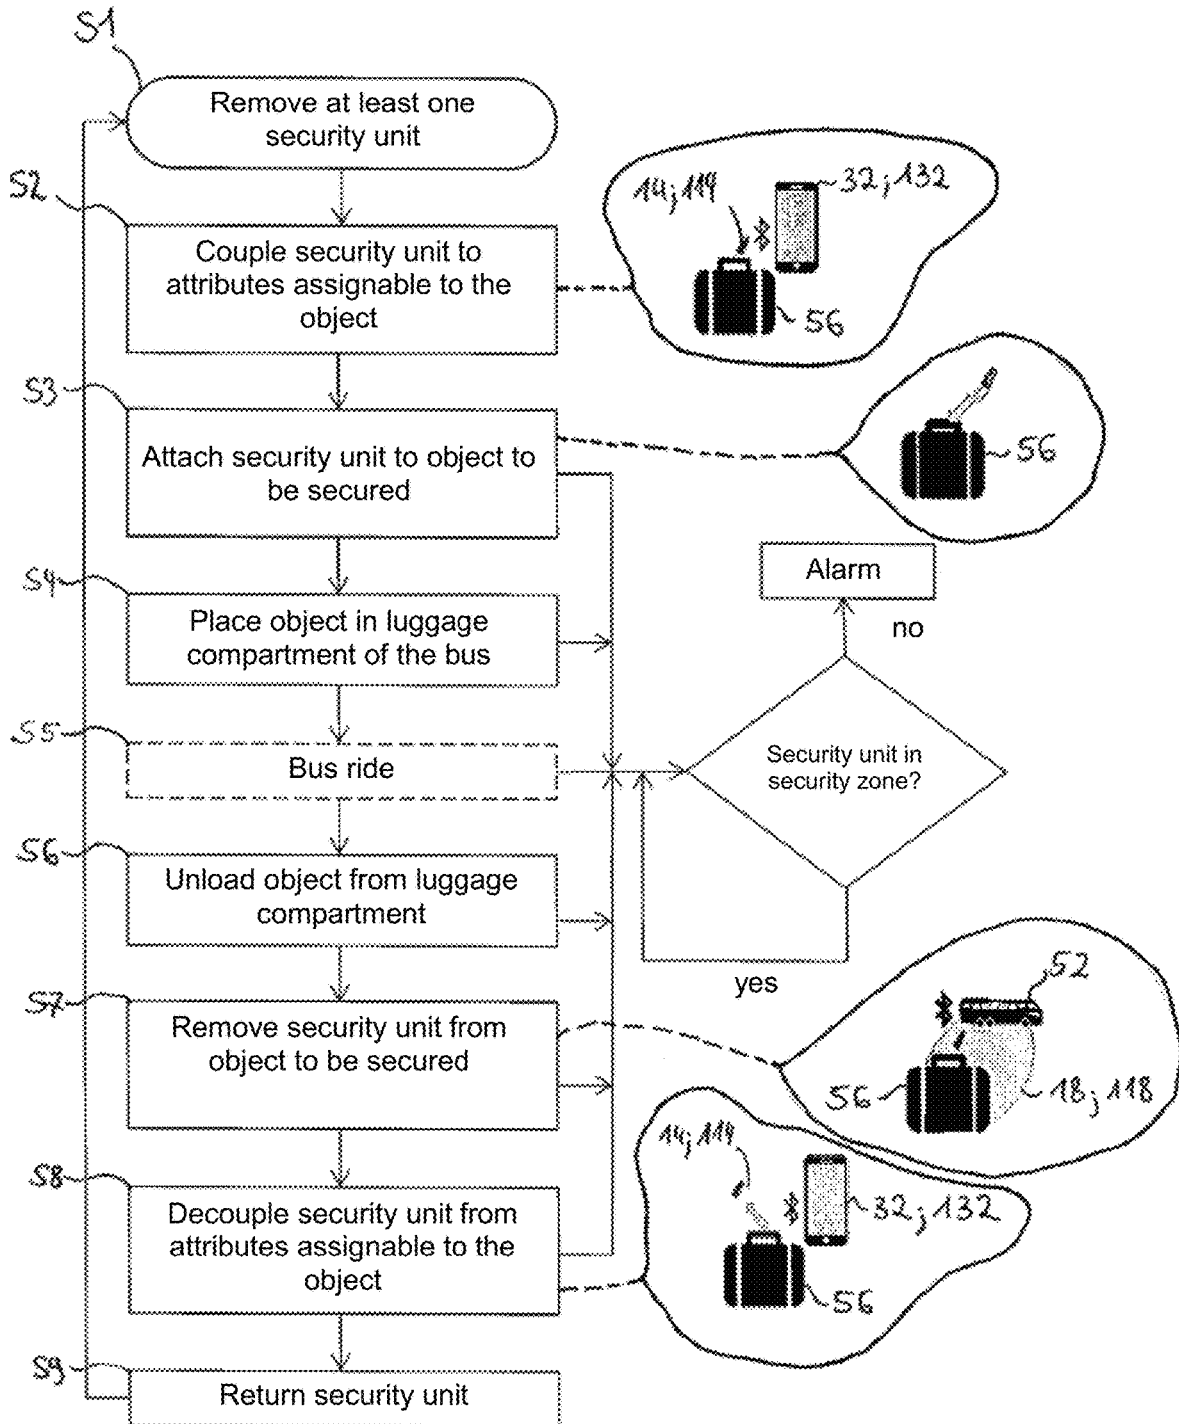 S1
Remove at least one
security unit
S2
Couple security unit to
attributes assignable to the
object
14; 114
32; 132
56
S3
Attach security unit to object to
be secured
56
Alarm
no
S4
Place object in luggage
compartment of the bus
S5
Bus ride
Security unit in
security zone?
S6
Unload object from luggage
compartment
yes
S7
Remove security unit from
object to be secured
52
56
18; 118
S8
Decouple security unit from
attributes assignable to the
object
14; 114
32; 132
56
S9
Return security unit